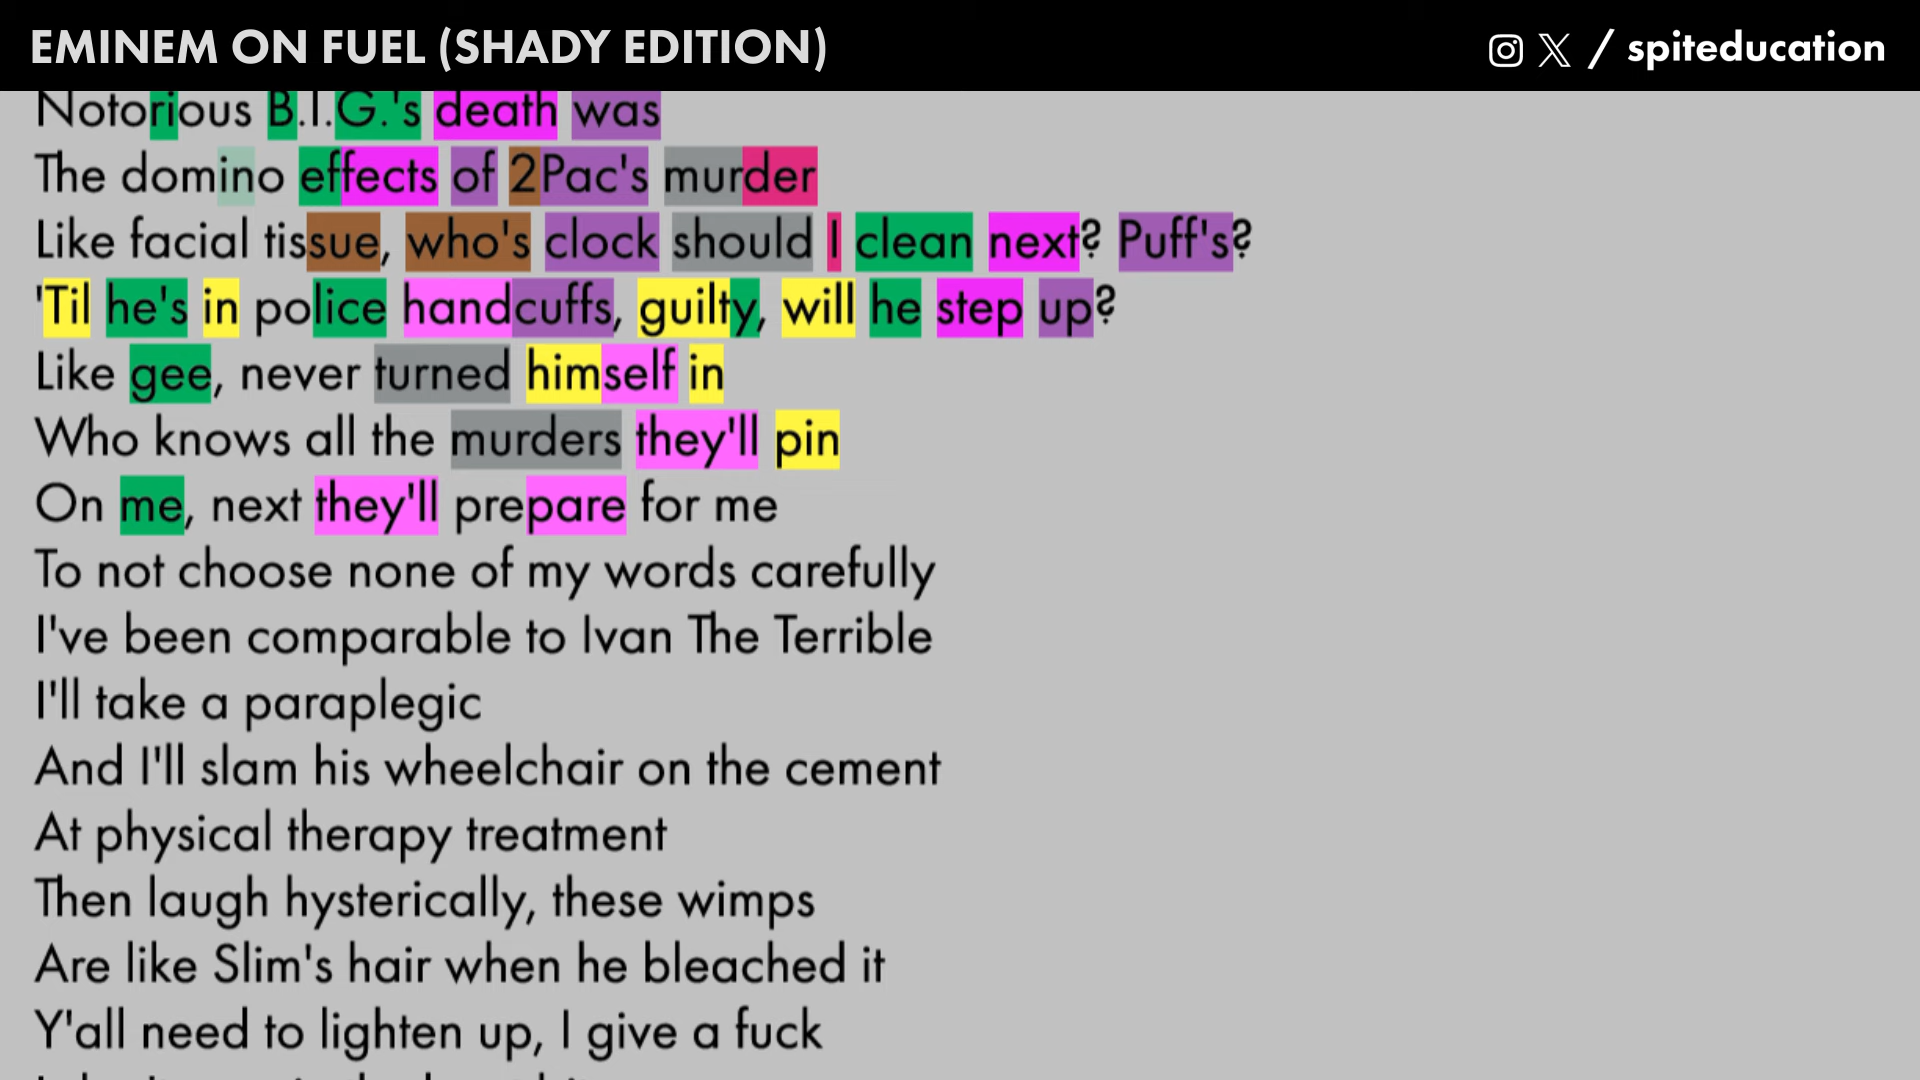 EMINEM ON FUEL (SHADY EDITION)
/ spiteducation
Notorious B.I.G.'s death was
The domino effects of 2Pac's murder
Like facial tissue, who's clock should I clean next? Puff's?
'Til he's in police handcuffs, guilty, will he step up?
Like gee, never turned himself in
Who knows all the murders they'll pin
On me, next they'll prepare for me
To not choose none of my words carefully
I've been comparable to Ivan The Terrible
I'll take a paraplegic
And I'll slam his wheelchair on the cement
At physical therapy treatment
Then laugh hysterically, these wimps
Are like Slim's hair when he bleached it
Y'all need to lighten up, I give a fuck